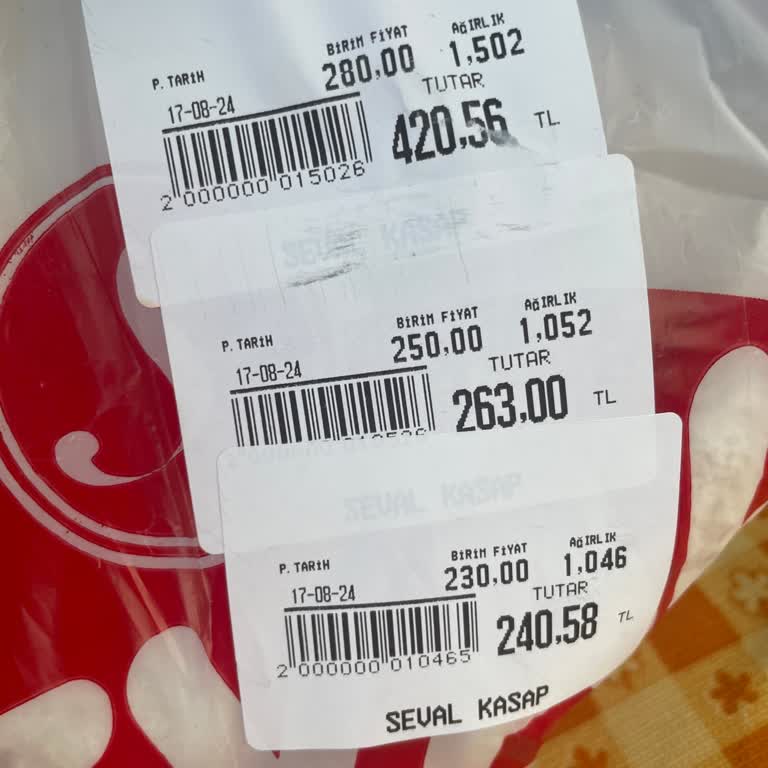 BİRİM FİYAT AĞIRLIK
P. TARİH 280,00 1,502
17-08-24 TUTAR
420,56 TL
2 000000 015026
SEVAL KASAP
BİRİM FİYAT AĞIRLIK
P. TARİH 250,00 1,052
17-08-24 TUTAR
263,00 TL
SEVAL KASAP
BİRİM FİYAT AĞIRLIK
P. TARİH 230,00 1,046
17-08-24 TUTAR
240,58 TL
2 000000 010465
SEVAL KASAP